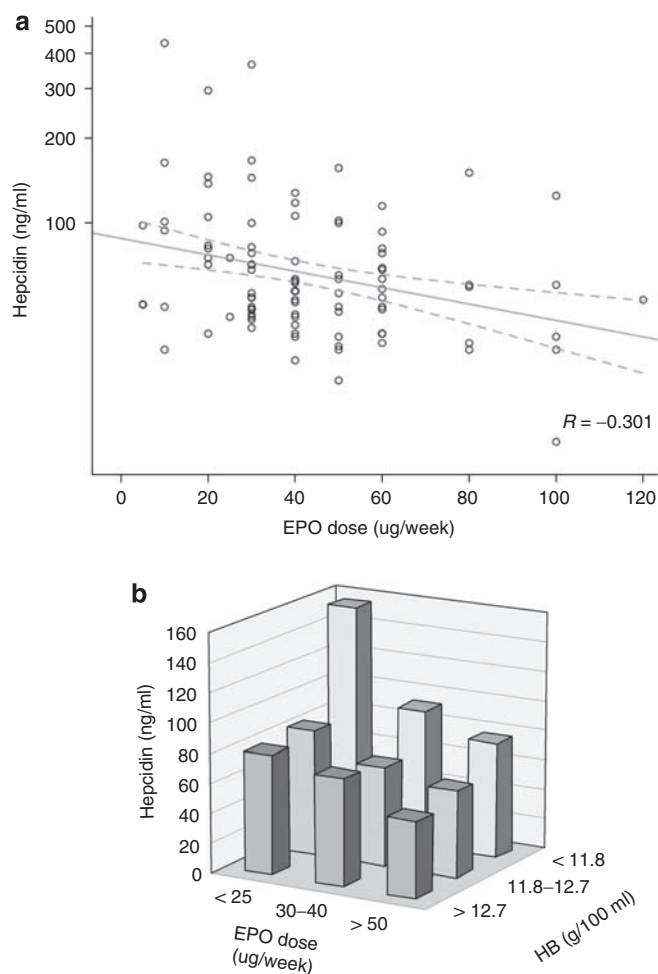 a
500
400
300
200
100
Hepcidin (ng/ml)
R = –0.301
0 20 40 60 80 100 120
EPO dose (ug/week)
b
160
140
120
100
80
60
40
20
0
Hepcidin (ng/ml)
< 25
30–40
> 50
EPO dose
(ug/week)
< 11.8
11.8–12.7
> 12.7
HB (g/100 ml)